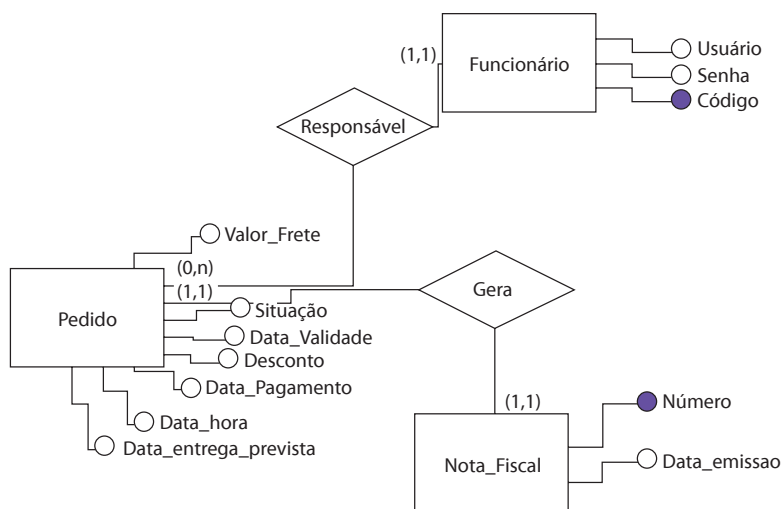 Usuário
(1,1)
Funcionário
Senha
Código
Responsável
Valor_Frete
(0,n)
(1,1)
Gera
Situação
Pedido
Data_Validade
Desconto
Data_Pagamento
(1,1)
Número
Data_hora
Data_entrega_prevista
Nota_Fiscal
Data_emissao